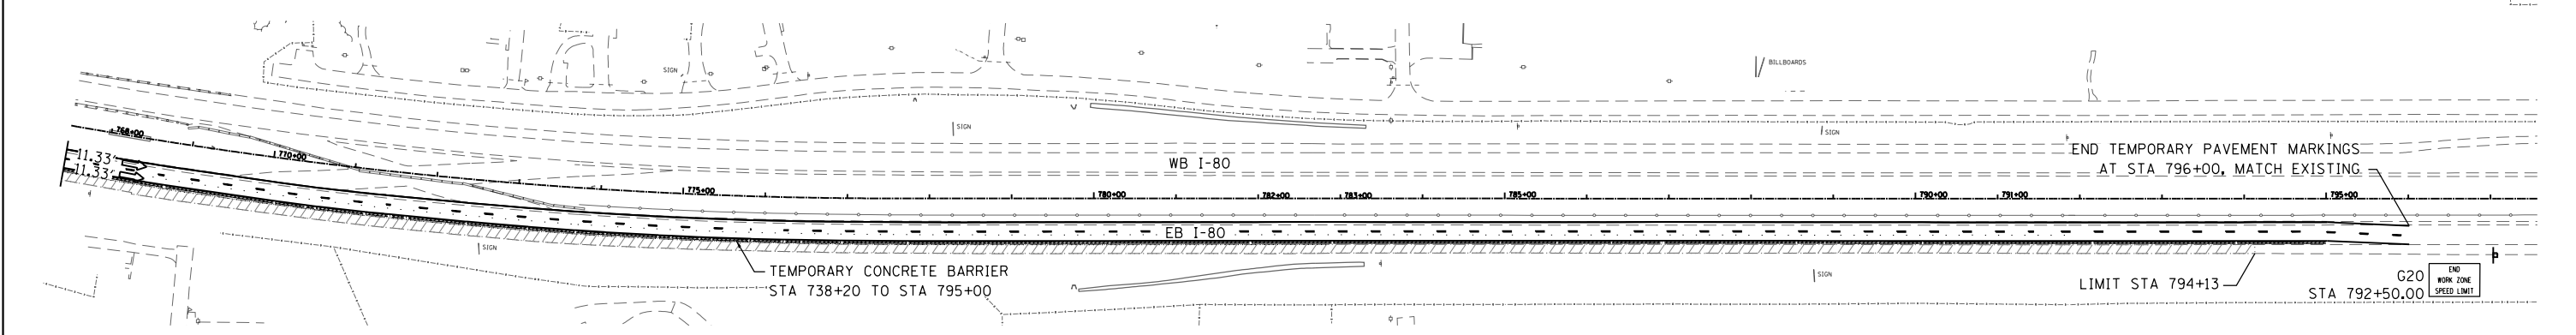 SIGN
BILLBOARDS
SIGN
SIGN
768+00
770+00
11.33'
11.33'
WB I-80
END TEMPORARY PAVEMENT MARKINGS
AT STA 796+00, MATCH EXISTING
775+00
780+00
782+00
783+00
785+00
790+00
791+00
795+00
EB I-80
SIGN
TEMPORARY CONCRETE BARRIER
STA 738+20 TO STA 795+00
SIGN
LIMIT STA 794+13
G20
STA 792+50.00
END
WORK ZONE
SPEED LIMIT